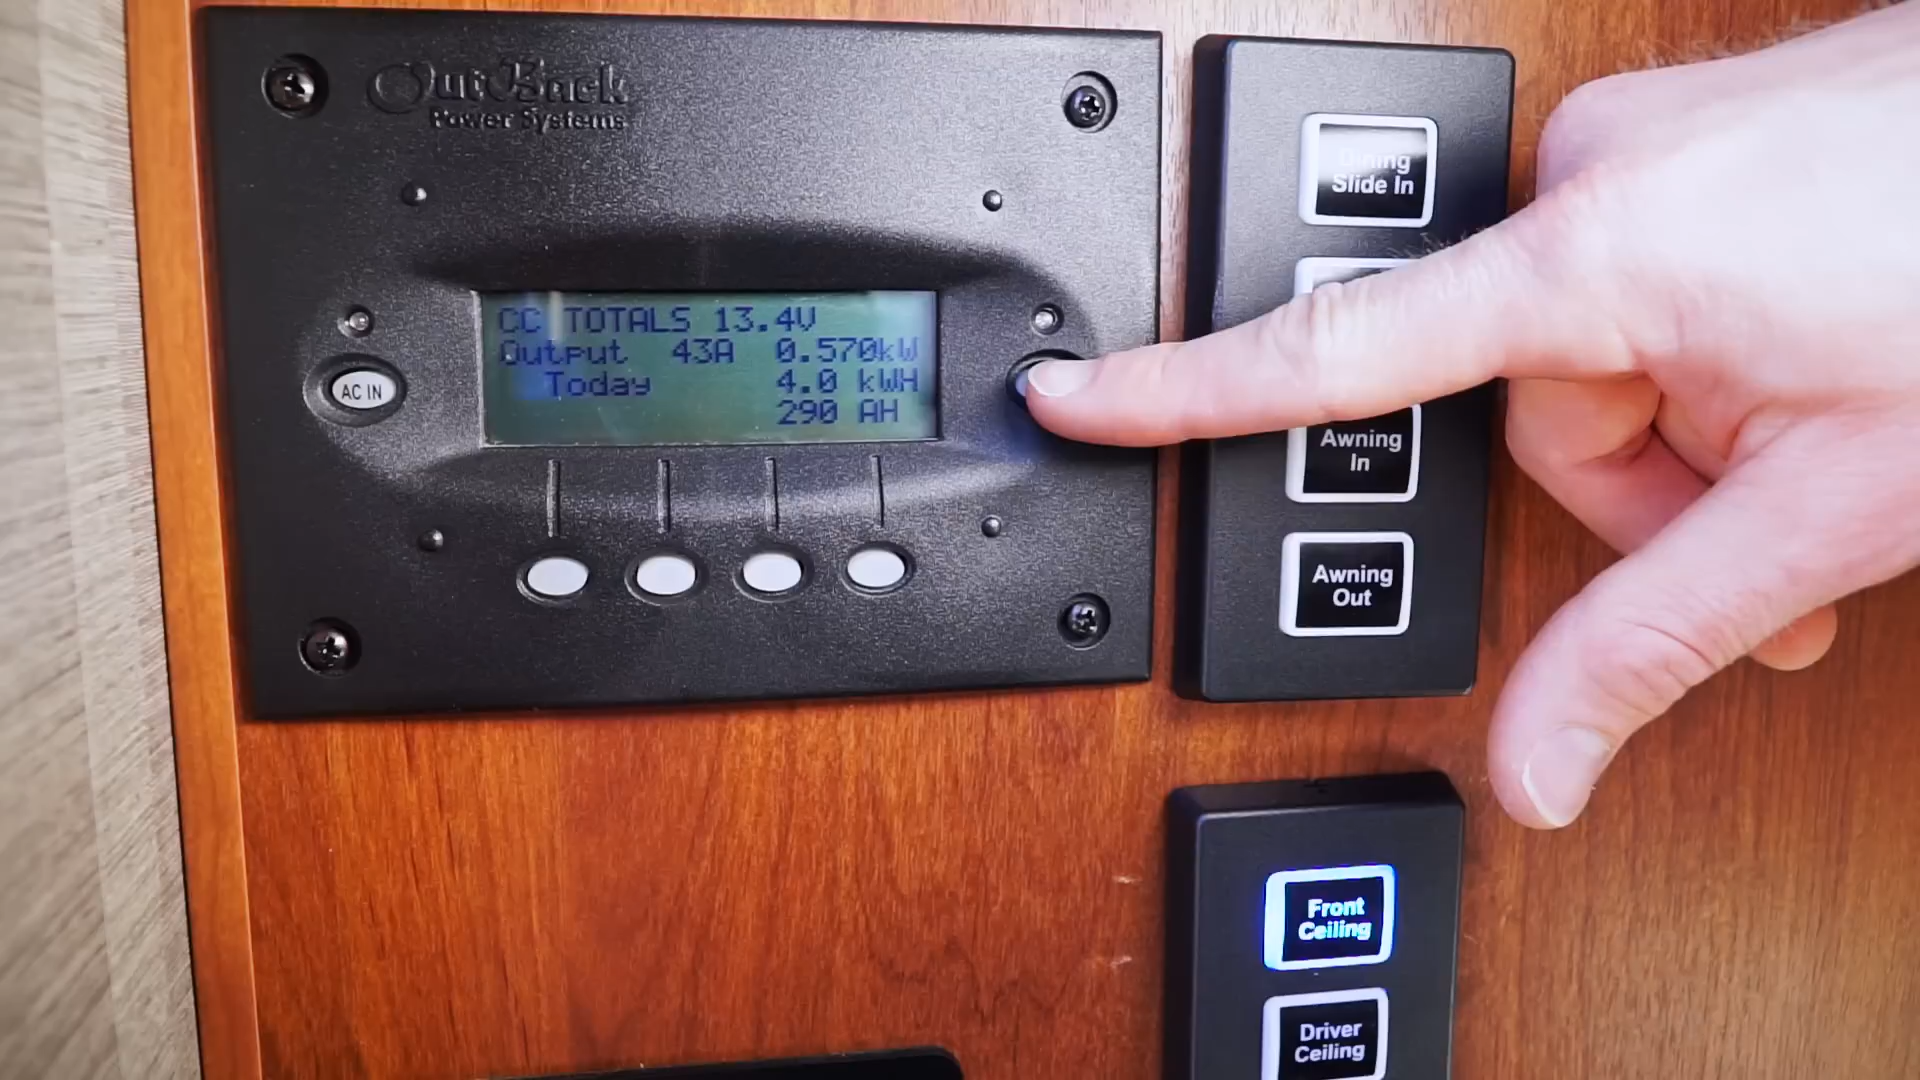 OutBack
Power Systems
CC TOTALS 13.4V
Output 43A 0.570kW
Today 4.0 kWH
290 AH
AC IN
Dining
Slide In
Awning
In
Awning
Out
Front
Ceiling
Driver
Ceiling